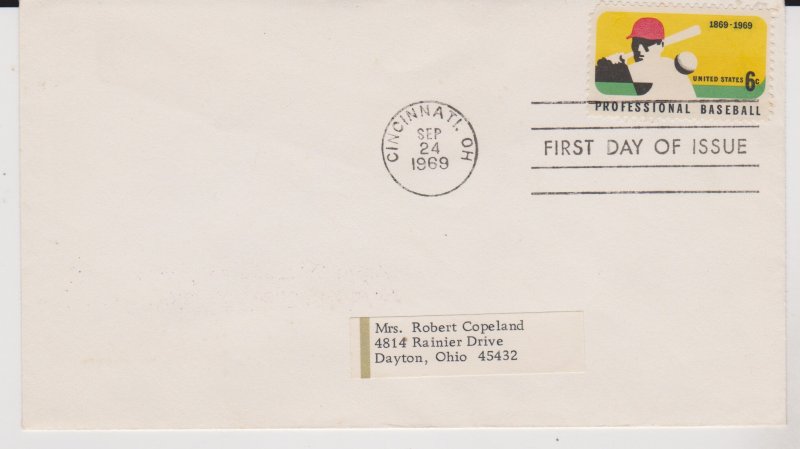 1869-1969
UNITED STATES 6c
PROFESSIONAL BASEBALL
CINCINNATI, OH
SEP
24
1969
FIRST DAY OF ISSUE
Mrs. Robert Copeland
4814 Rainier Drive
Dayton, Ohio 45432